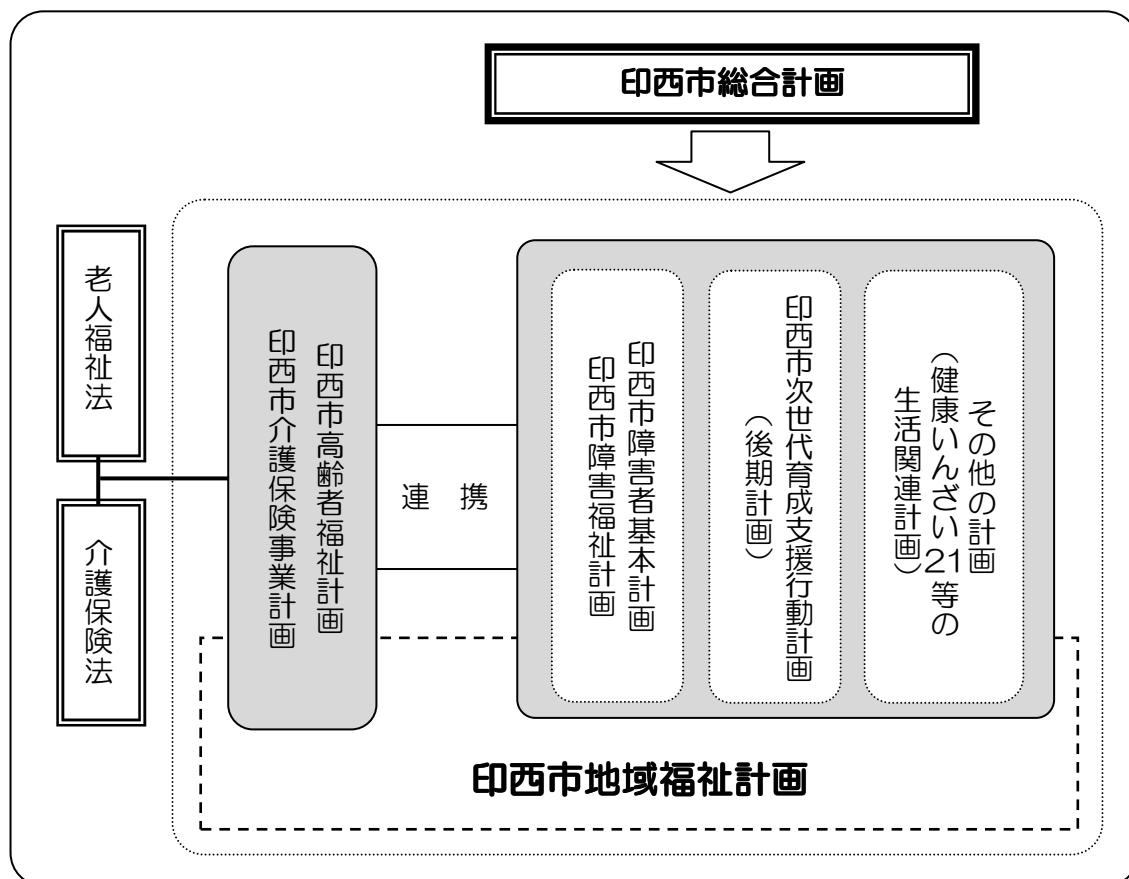 印西市総合計画
老人福祉法
介護保険法
印西市高齢者福祉計画
印西市介護保険事業計画
連 携
印西市障害者基本計画
印西市障害福祉計画
印西市次世代育成支援行動計画
（後期計画）
その他の計画
（健康いんざい21等の
生活関連計画）
印西市地域福祉計画